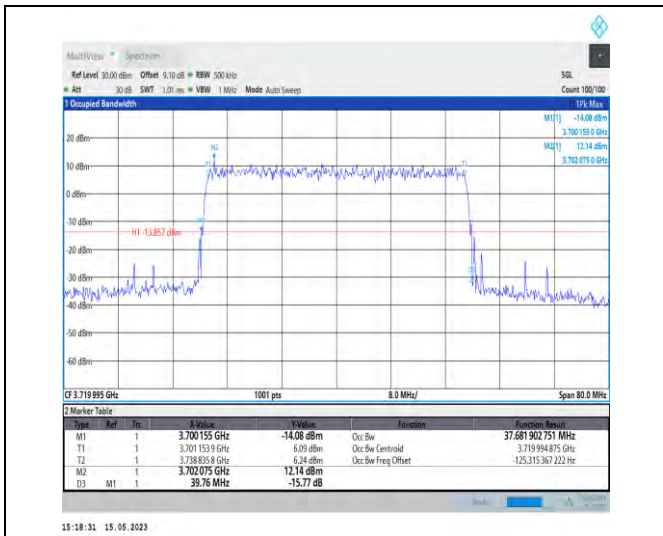 MultiView Spectrum
Ref Level 30.00 dBm Offset 9.10 dB RBW 500 kHz SGL
Att 30 dB SWT 1.01 ms VBW 1 MHz Mode Auto Sweep Count 100/100
1 Occupied Bandwidth 1Pk Max
M1[1] -14.08 dBm
3.700155 0 GHz
M2[1] 12.14 dBm
3.702075 0 GHz
M2
20 dBm
10 dBm
T1
0 dBm
-10 dBm
H1 -13.857 dBm
-20 dBm
-30 dBm
-40 dBm
-50 dBm
-60 dBm
CF 3.719 995 GHz 1001 pts 8.0 MHz/ Span 80.0 MHz
2 Marker Table
Type Ref Trc X-Value Y-Value Function Function Result
M1 1 3.700155 GHz -14.08 dBm Occ Bw 37.681 902 751 MHz
T1 1 3.701 153 9 GHz 6.09 dBm Occ Bw Centroid 3.719 994 875 GHz
T2 1 3.738 835 8 GHz 6.24 dBm Occ Bw Freq Offset -125.315 367 222 Hz
M2 1 3.702075 GHz 12.14 dBm
D3 M1 1 39.76 MHz -15.77 dB
15:18:31 15.05.2023